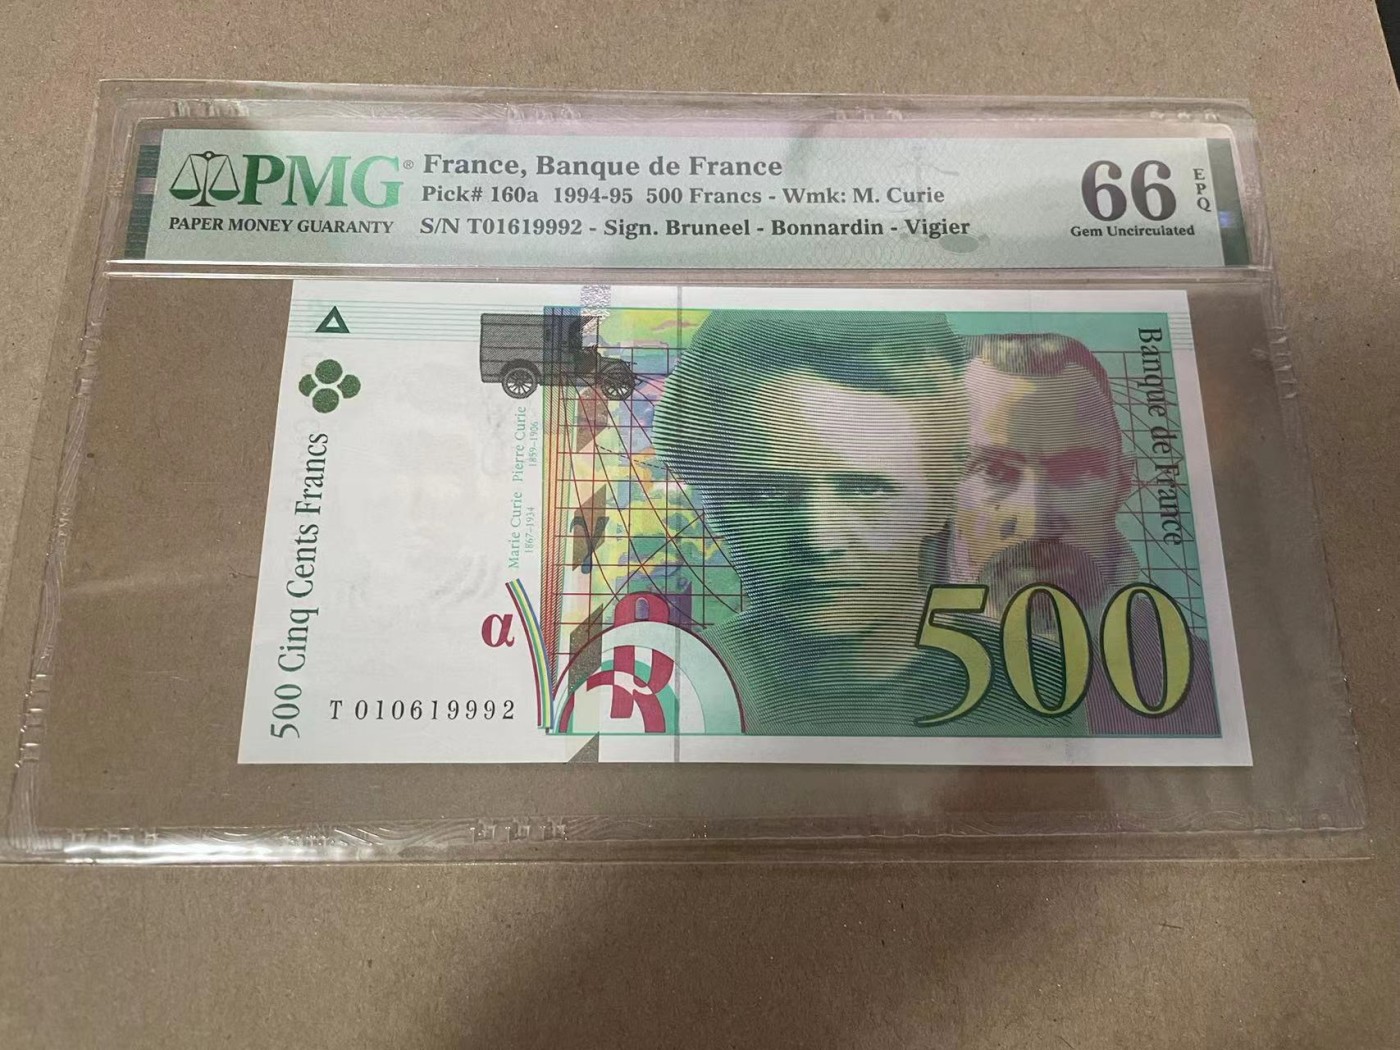 PMG®
PAPER MONEY GUARANTY
France, Banque de France
Pick# 160a 1994-95 500 Francs - Wmk: M. Curie
S/N T01619992 - Sign. Bruneel - Bonnardin - Vigier
66 EPQ
Gem Uncirculated
500 Cinq Cents Francs
Marie Curie Pierre Curie
1867-1934 1859-1906
Banque de France
γ
α
R
T 010619992
500